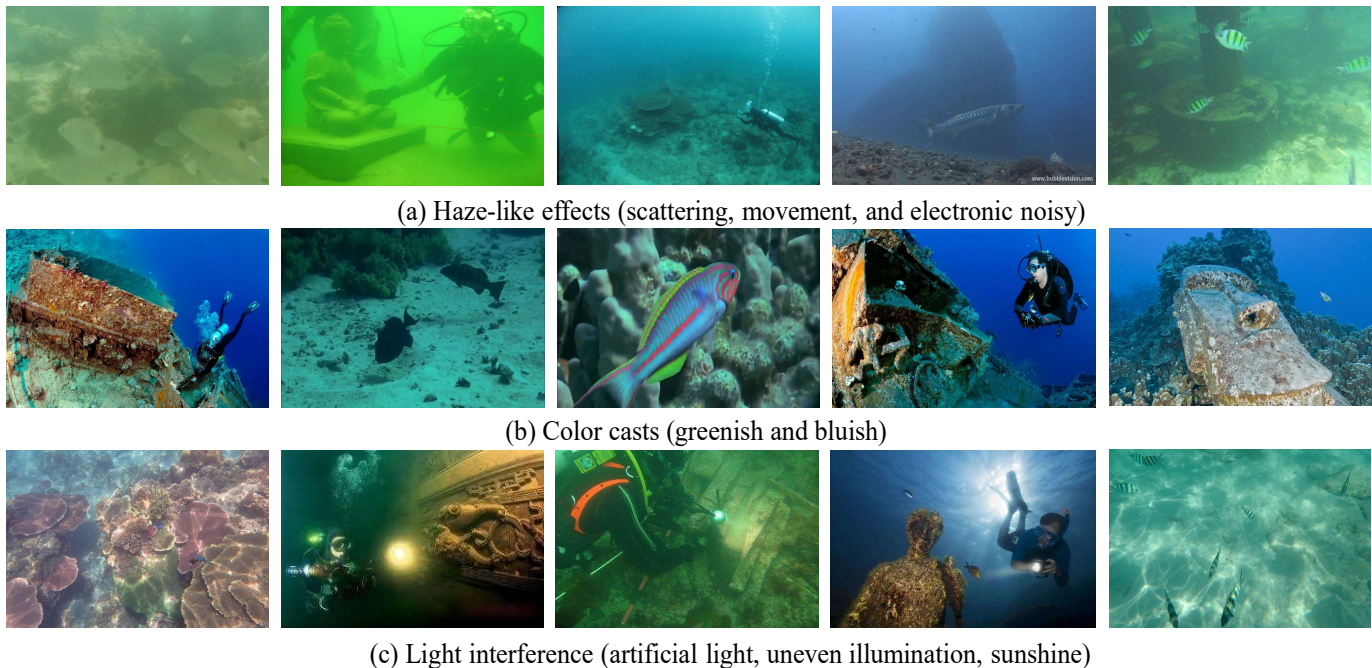 www.bubblevision.com
(a) Haze-like effects (scattering, movement, and electronic noisy)
(b) Color casts (greenish and bluish)
(c) Light interference (artificial light, uneven illumination, sunshine)